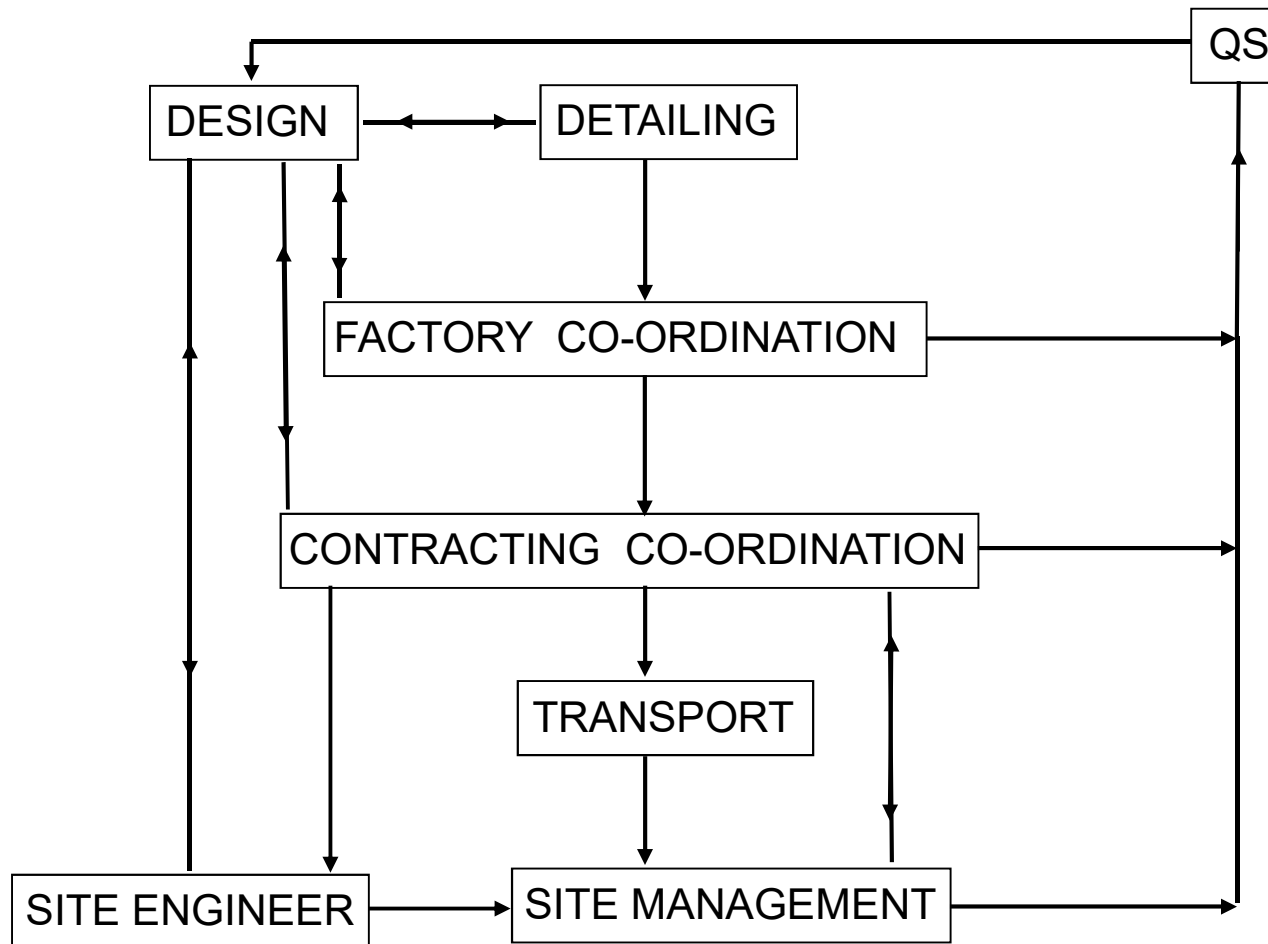 QS
DESIGN
DETAILING
FACTORY CO-ORDINATION
CONTRACTING CO-ORDINATION
TRANSPORT
SITE ENGINEER
SITE MANAGEMENT